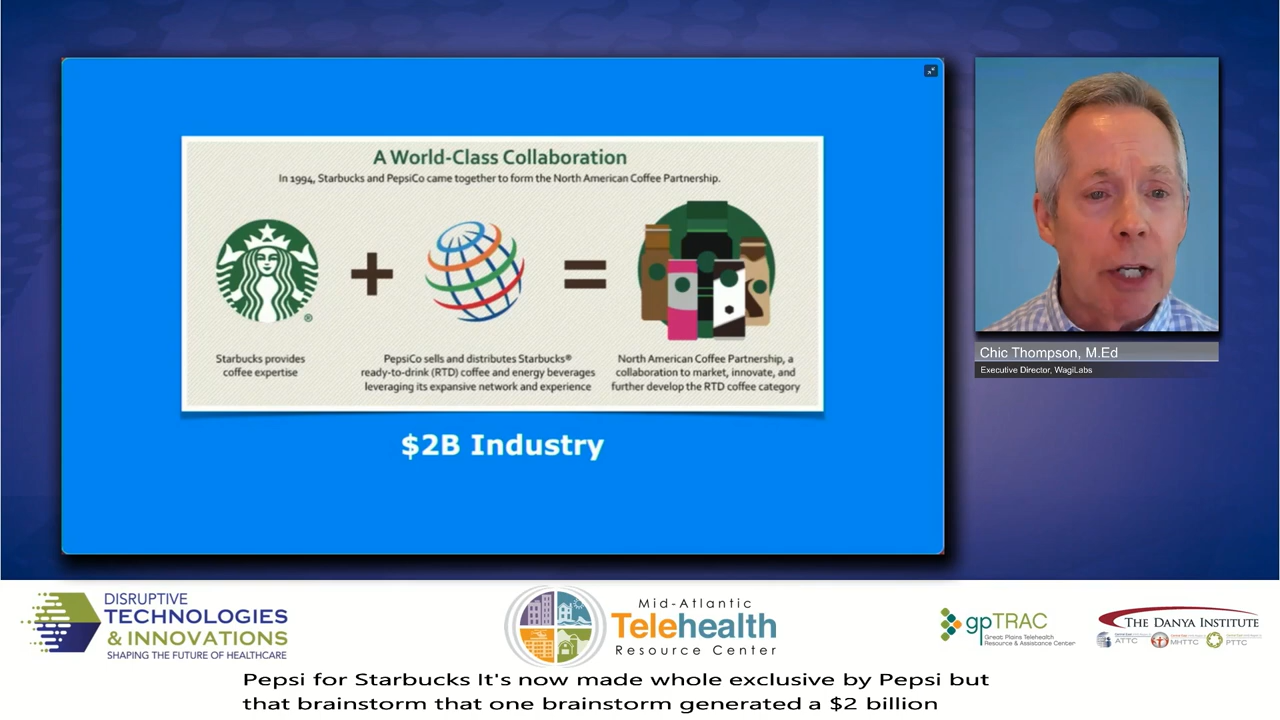 A World-Class Collaboration
In 1994, Starbucks and PepsiCo came together to form the North American Coffee Partnership.
+
=
®
Starbucks provides
coffee expertise
PepsiCo sells and distributes Starbucks®
ready-to-drink (RTD) coffee and energy beverages
leveraging its expansive network and experience
North American Coffee Partnership, a
collaboration to market, innovate, and
further develop the RTD coffee category
$2B Industry
Chic Thompson, M.Ed
Executive Director, WagiLabs
DISRUPTIVE
TECHNOLOGIES
& INNOVATIONS
SHAPING THE FUTURE OF HEALTHCARE
Mid-Atlantic
Telehealth
Resource Center
gpTRAC
Great Plains Telehealth
Resource & Assistance Center
THE DANYA INSTITUTE
ATTC
MHTTC
PTTC
Pepsi for Starbucks It's now made whole exclusive by Pepsi but
that brainstorm that one brainstorm generated a $2 billion